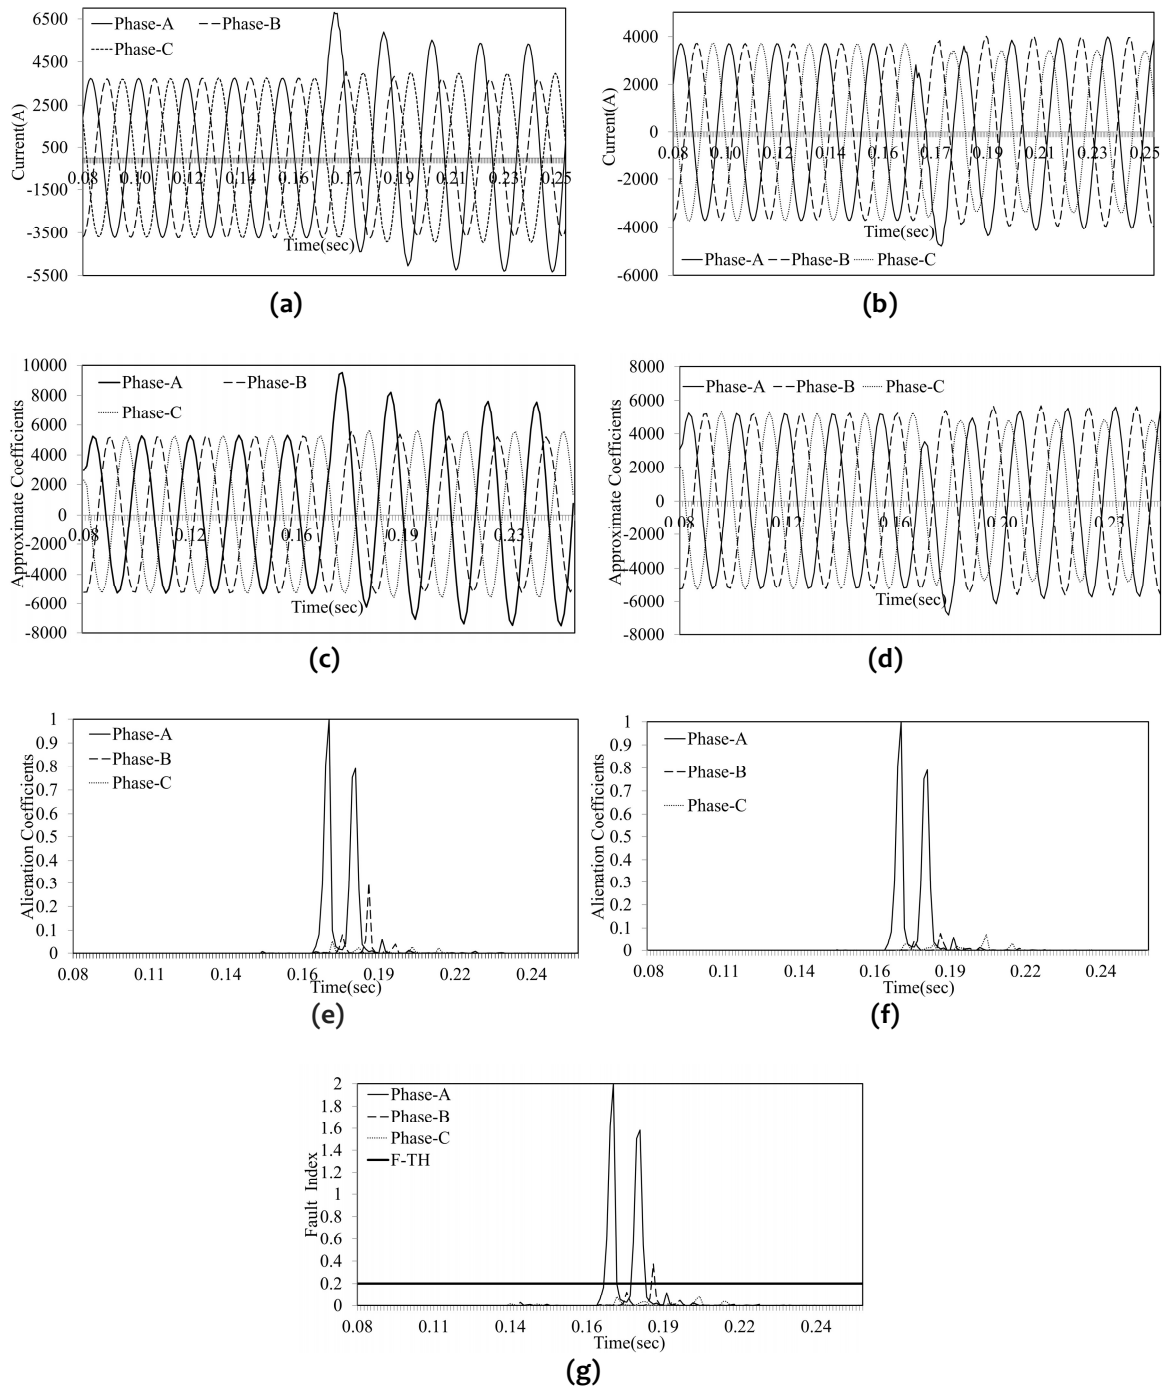 6500
4500
2500
500
-1500
-3500
-5500
Current(A)
Phase-A
Phase-B
Phase-C
0.08 0.10 0.12 0.14 0.16 0.17 0.19 0.21 0.23 0.25
Time(sec)
(a)
4000
2000
0
-2000
-4000
-6000
Current(A)
0.08 0.10 0.12 0.14 0.16 0.17 0.19 0.21 0.23 0.25
Time(sec)
Phase-A Phase-B Phase-C
(b)
10000
8000
6000
4000
2000
0
-2000
-4000
-6000
-8000
Approximate Coefficients
Phase-A
Phase-B
Phase-C
0.08 0.12 0.16 0.19 0.23
Time(sec)
(c)
8000
6000
4000
2000
0
-2000
-4000
-6000
-8000
Approximate Coefficients
Phase-A Phase-B Phase-C
0.08 0.12 0.16 0.20 0.23
Time(sec)
(d)
1
0.9
0.8
0.7
0.6
0.5
0.4
0.3
0.2
0.1
0
Alienation Coefficients
Phase-A
Phase-B
Phase-C
0.08 0.11 0.14 0.16 0.19 0.22 0.24
Time(sec)
(e)
1
0.9
0.8
0.7
0.6
0.5
0.4
0.3
0.2
0.1
0
Alienation Coefficients
Phase-A
Phase-B
Phase-C
0.08 0.11 0.14 0.16 0.19 0.22 0.24
Time(sec)
(f)
2
1.8
1.6
1.4
1.2
1
0.8
0.6
0.4
0.2
0
Fault Index
Phase-A
Phase-B
Phase-C
F-TH
0.08 0.11 0.14 0.16 0.19 0.22 0.24
Time(sec)
(g)